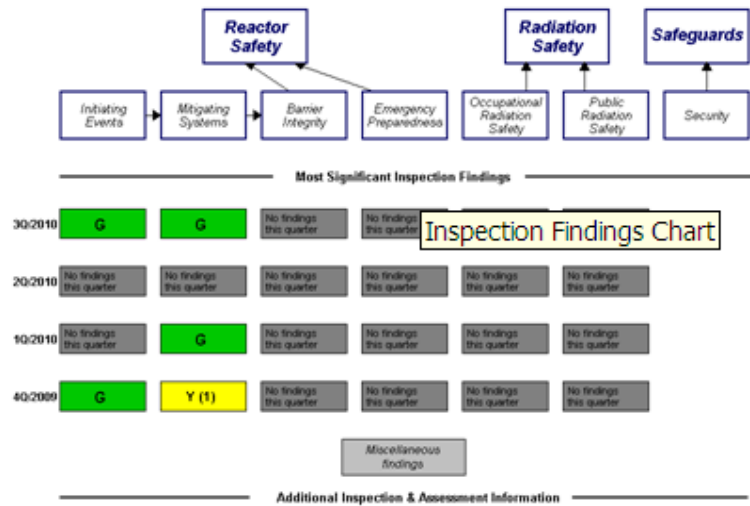 Reactor
Safety
Radiation
Safety
Safeguards
Initiating
Events
Mitigating
Systems
Barrier
Integrity
Emergency
Preparedness
Occupational
Radiation
Safety
Public
Radiation
Safety
Security
Most Significant Inspection Findings
3Q/2010
G
G
No findings
this quarter
No findings
this quarter
Inspection Findings Chart
2Q/2010
No findings
this quarter
No findings
this quarter
No findings
this quarter
No findings
this quarter
No findings
this quarter
No findings
this quarter
1Q/2010
No findings
this quarter
G
No findings
this quarter
No findings
this quarter
No findings
this quarter
No findings
this quarter
4Q/2009
G
Y (1)
No findings
this quarter
No findings
this quarter
No findings
this quarter
No findings
this quarter
Miscellaneous
findings
Additional Inspection & Assessment Information